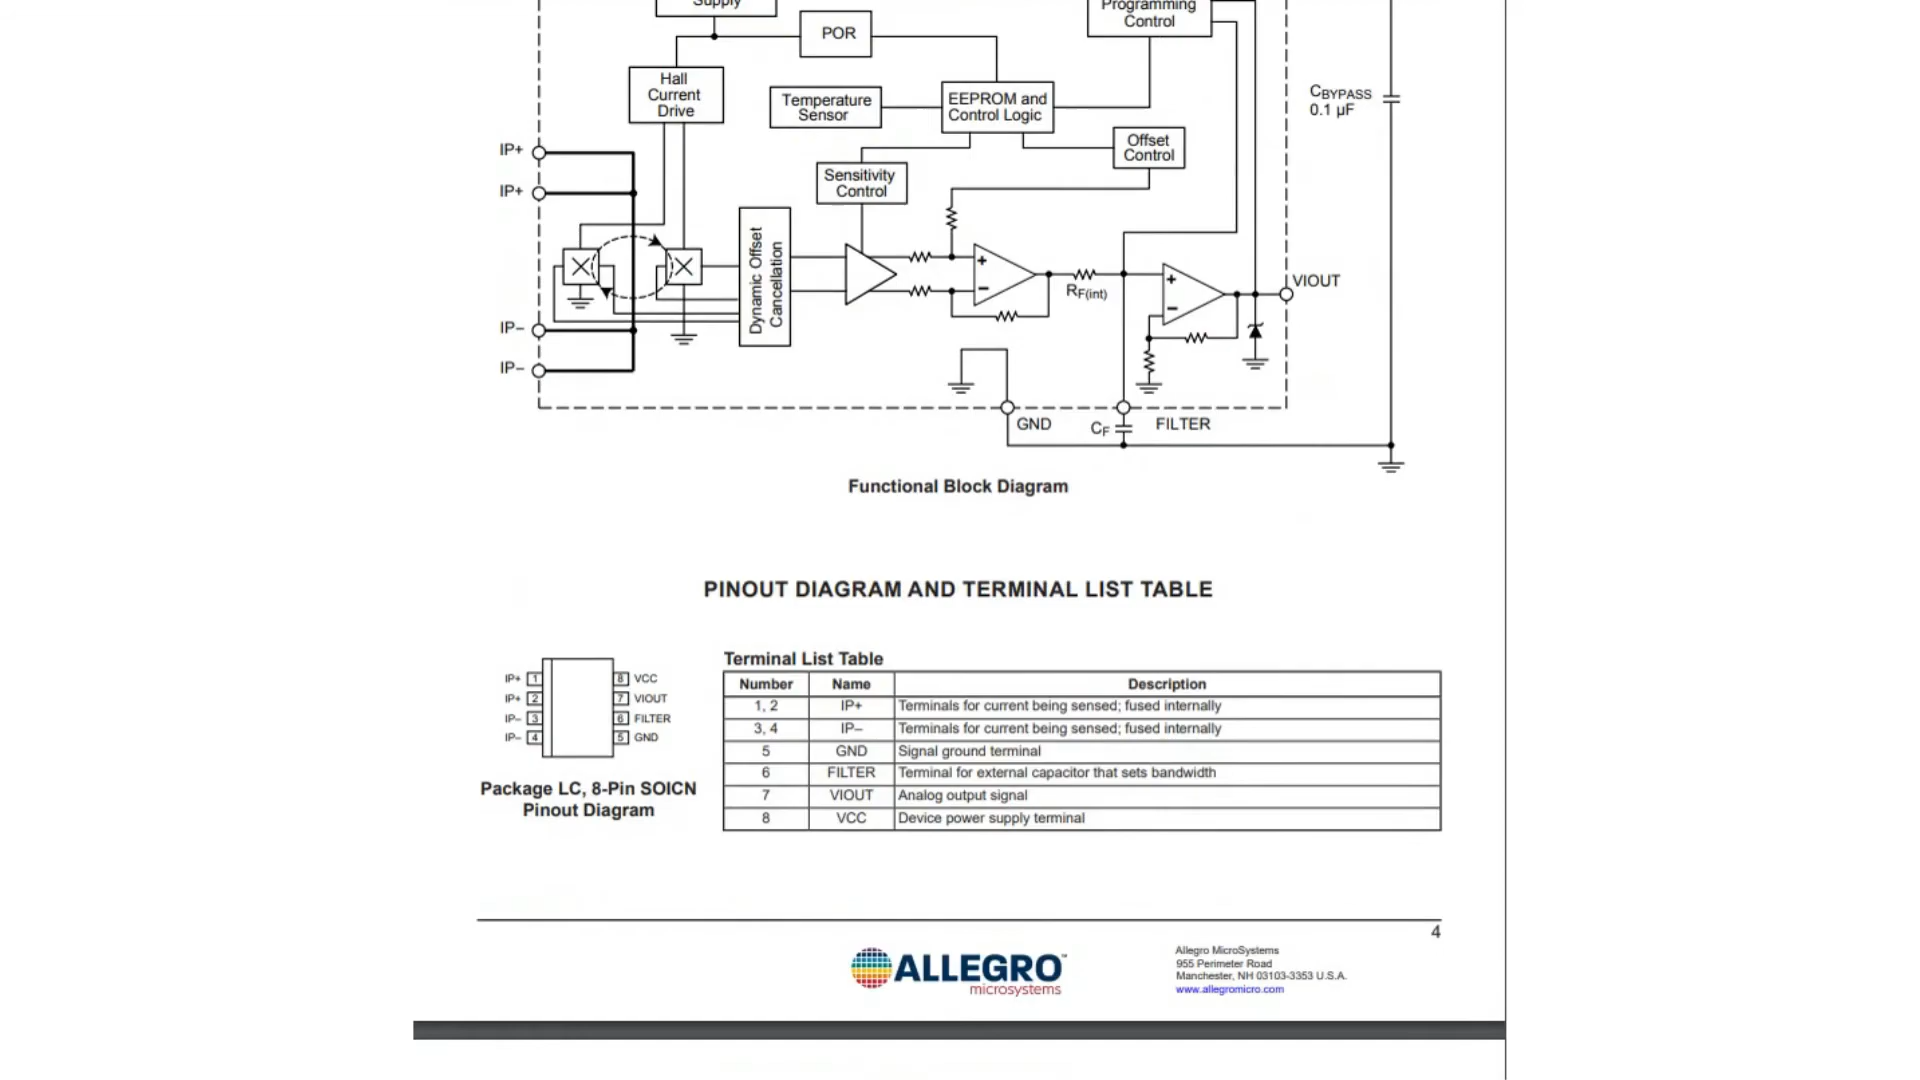 Supply
Programming
Control
POR
Hall
Current
Drive
CBYPASS
0.1 µF
Temperature
Sensor
EEPROM and
Control Logic
Offset
Control
IP+
IP+
Sensitivity
Control
Dynamic Offset
Cancellation
+
−
RF(int)
+
−
VIOUT
IP−
IP−
GND
CF
FILTER
Functional Block Diagram
PINOUT DIAGRAM AND TERMINAL LIST TABLE
IP+ 1
IP+ 2
IP− 3
IP− 4
8 VCC
7 VIOUT
6 FILTER
5 GND
Package LC, 8-Pin SOICN
Pinout Diagram
Terminal List Table
Number Name Description
1, 2 IP+ Terminals for current being sensed; fused internally
3, 4 IP− Terminals for current being sensed; fused internally
5 GND Signal ground terminal
6 FILTER Terminal for external capacitor that sets bandwidth
7 VIOUT Analog output signal
8 VCC Device power supply terminal
4
ALLEGRO™
microsystems
Allegro MicroSystems
955 Perimeter Road
Manchester, NH 03103-3353 U.S.A.
www.allegromicro.com